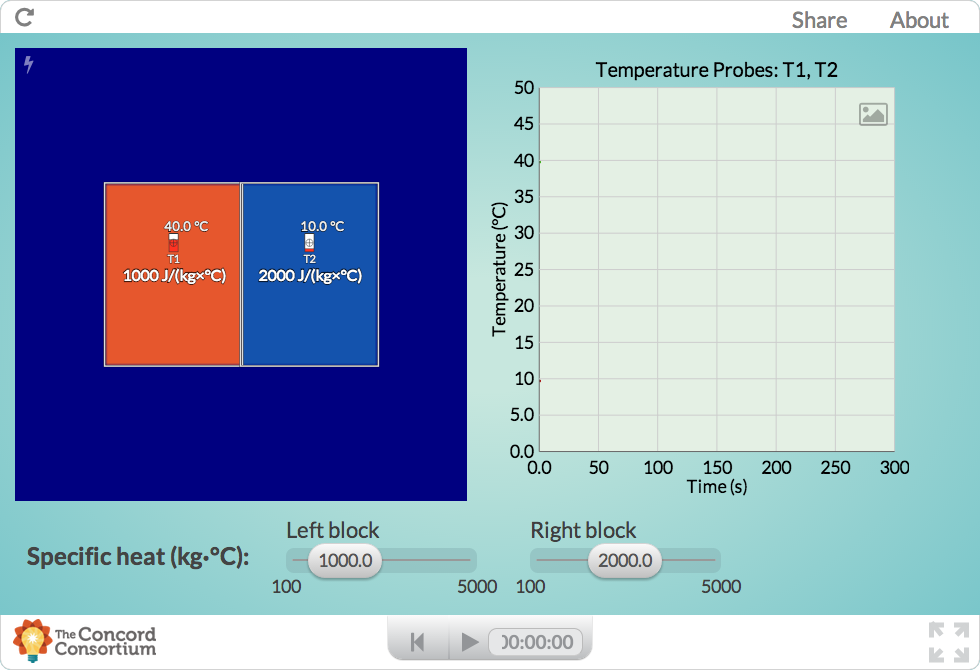 Share About
Temperature Probes: T1, T2
50
45
40
35
30
25
20
15
10
5.0
0.0
Temperature (°C)
0.0 50 100 150 200 250 300
Time (s)
40.0 °C
T1
1000 J/(kg×°C)
10.0 °C
T2
2000 J/(kg×°C)
Specific heat (kg·°C):
Left block
1000.0
100 5000
Right block
2000.0
100 5000
The Concord
Consortium
00:00:00